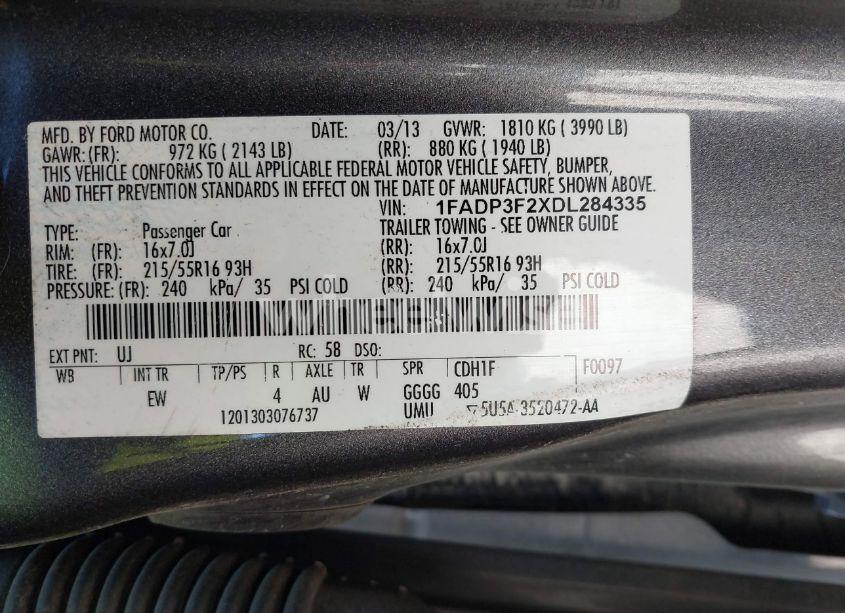 MFD. BY FORD MOTOR CO. DATE: 03/13 GVWR: 1810 KG ( 3990 LB)
GAWR: (FR): 972 KG ( 2143 LB) (RR): 880 KG ( 1940 LB)
THIS VEHICLE CONFORMS TO ALL APPLICABLE FEDERAL MOTOR VEHICLE SAFETY, BUMPER,
AND THEFT PREVENTION STANDARDS IN EFFECT ON THE DATE OF MANUFACTURE SHOWN ABOVE.
VIN: 1FADP3F2XDL284335
TYPE: Passenger Car TRAILER TOWING - SEE OWNER GUIDE
RIM: (FR): 16x7.0J (RR): 16x7.0J
TIRE: (FR): 215/55R16 93H (RR): 215/55R16 93H
PRESSURE: (FR): 240 kPa/ 35 PSI COLD (RR): 240 kPa/ 35 PSI COLD
EXT PNT: UJ RC: 58 DSO:
WB INT TR TP/PS R AXLE TR SPR CDH1F F0097
EW 4 AU W GGGG 405
1201303076737 UMU 5U5A-3520472-AA